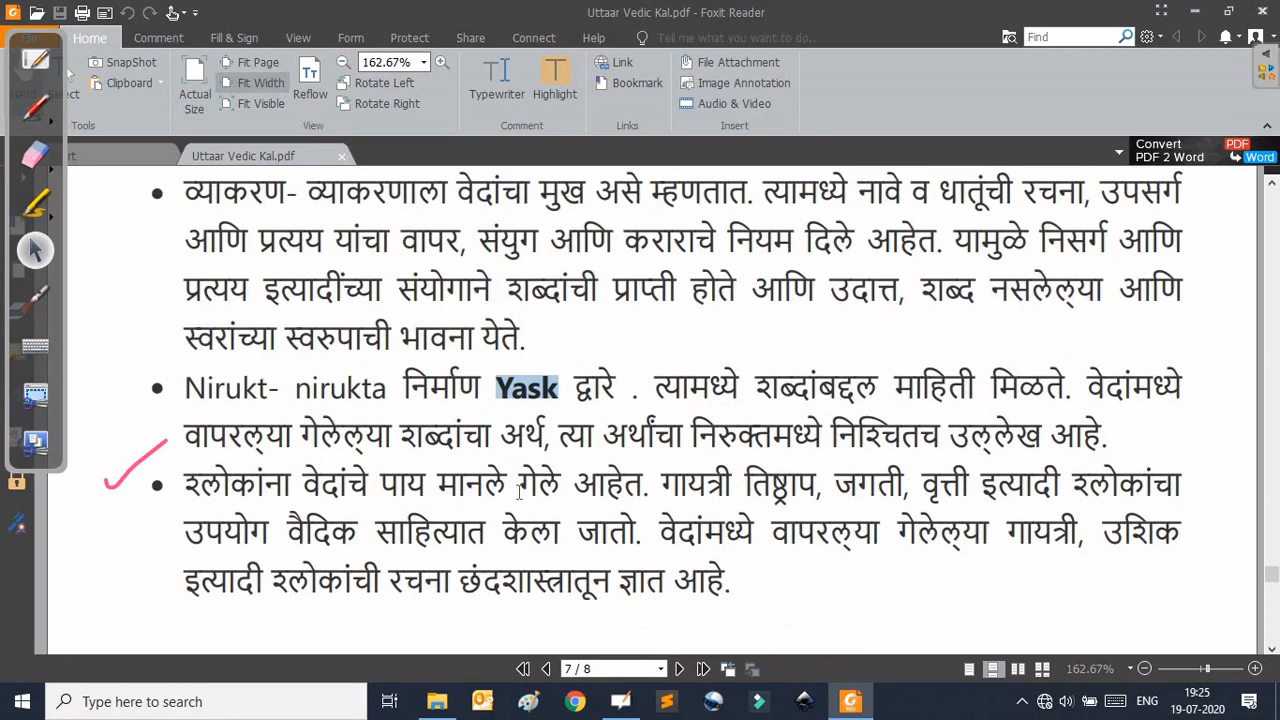 Uttaar Vedic Kal.pdf - Foxit Reader
File Home Comment Fill & Sign View Form Protect Share Connect Help Tell me what you want to do... Find
SnapShot Clipboard Select Tools
Actual Size Fit Page Fit Width Fit Visible Reflow 162.67% Rotate Left Rotate Right View
Typewriter Highlight Comment
Link Bookmark Links
File Attachment Image Annotation Audio & Video Insert
Uttaar Vedic Kal.pdf
Convert PDF
PDF 2 Word Word
• व्याकरण- व्याकरणाला वेदांचा मुख असे म्हणतात. त्यामध्ये नावे व धातूंची रचना, उपसर्ग
आणि प्रत्यय यांचा वापर, संयुग आणि कराराचे नियम दिले आहेत. यामुळे निसर्ग आणि
प्रत्यय इत्यादींच्या संयोगाने शब्दांची प्राप्ती होते आणि उदात्त, शब्द नसलेल्या आणि
स्वरांच्या स्वरुपाची भावना येते.
• Nirukt- nirukta निर्माण Yask द्वारे . त्यामध्ये शब्दांबद्दल माहिती मिळते. वेदांमध्ये
वापरल्या गेलेल्या शब्दांचा अर्थ, त्या अर्थांचा निरुक्तमध्ये निश्चितच उल्लेख आहे.
• श्लोकांना वेदांचे पाय मानले गेले आहेत. गायत्री तिष्ठ्राप, जगती, वृत्ती इत्यादी श्लोकांचा
उपयोग वैदिक साहित्यात केला जातो. वेदांमध्ये वापरल्या गेलेल्या गायत्री, उशिक
इत्यादी श्लोकांची रचना छंदशास्त्रातून ज्ञात आहे.
7 / 8 162.67%
Type here to search
ENG 19:25
19-07-2020